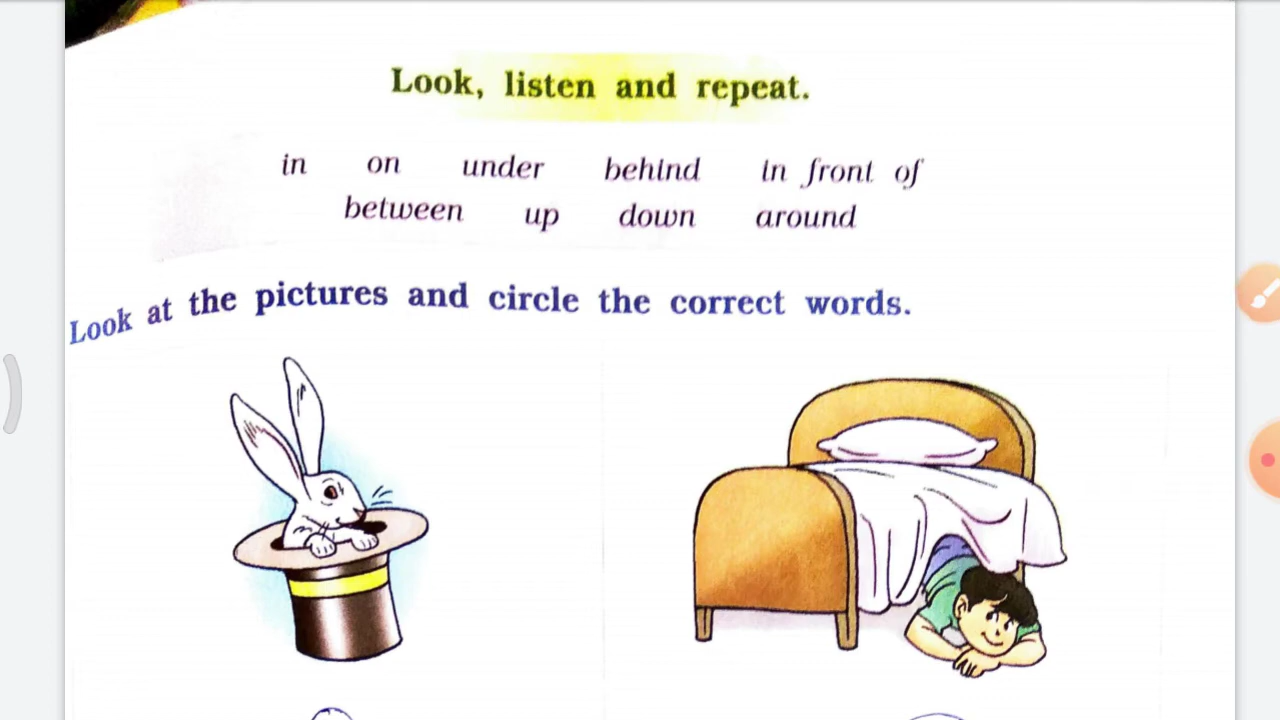 Look, listen and repeat.
in on under behind in front of
between up down around
Look at the pictures and circle the correct words.